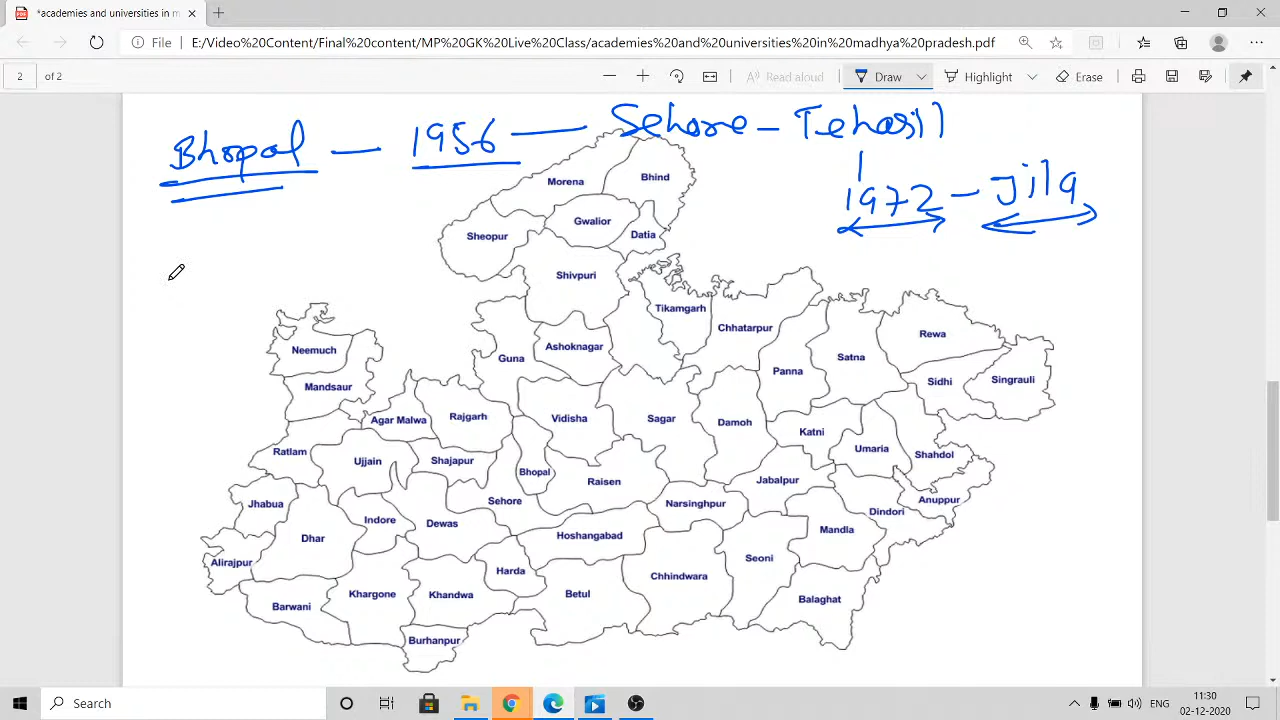 *academies and universities in m
File E:/Video%20Content/Final%20content/MP%20GK%20Live%20Class/academies%20and%20universities%20in%20madhya%20pradesh.pdf
2 of 2 Read aloud Draw Highlight Erase
Bhopal — 1956 — Sehore - Tehasil
1972 - jila
Morena Bhind
Gwalior
Sheopur Datia
Shivpuri
Tikamgarh
Chhatarpur
Rewa
Neemuch Ashoknagar
Guna Satna
Panna
Mandsaur Sidhi Singrauli
Agar Malwa Rajgarh Vidisha Sagar Damoh
Katni
Ratlam Ujjain Shajapur Umaria Shahdol
Bhopal Raisen Jabalpur
Jhabua Sehore Narsinghpur Anuppur
Indore Dewas Dindori
Dhar Hoshangabad Mandla
Alirajpur Harda Seoni
Chhindwara
Barwani Khargone Khandwa Betul Balaghat
Burhanpur
Search 11:30
ENG
02-12-2020